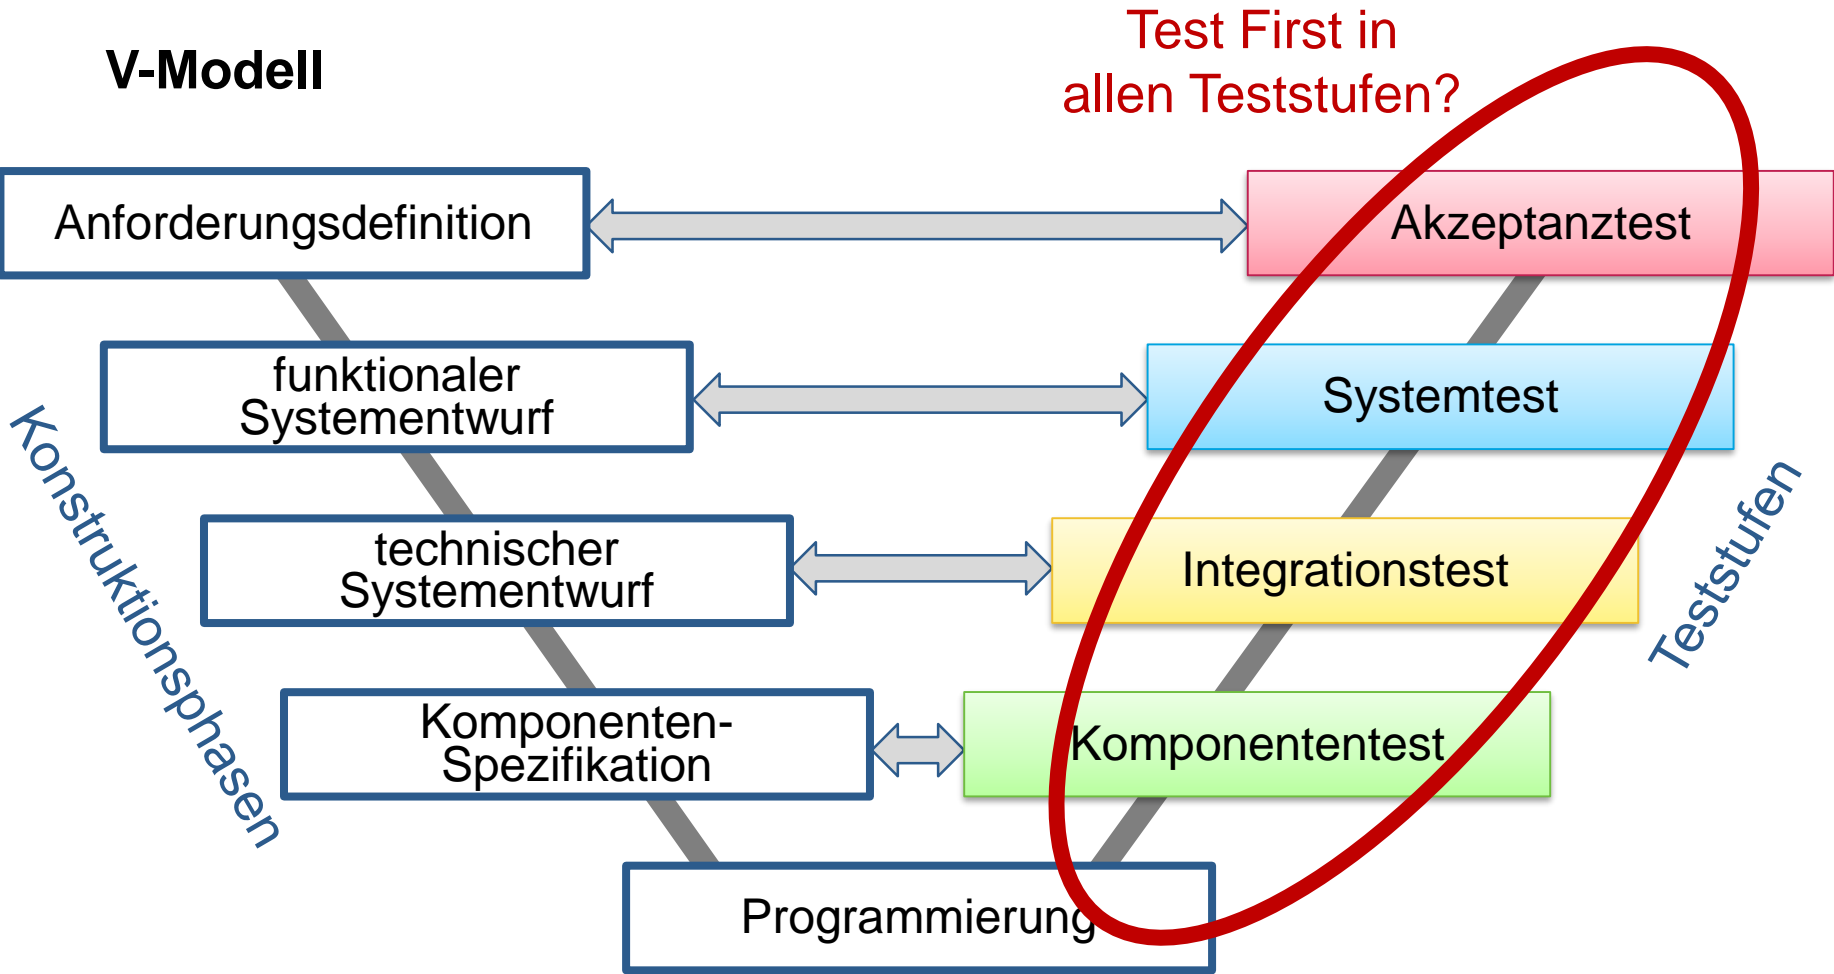 V-Modell
Test First in
allen Teststufen?
Anforderungsdefinition
Akzeptanztest
funktionaler
Systementwurf
Systemtest
technischer
Systementwurf
Integrationstest
Komponenten-
Spezifikation
Komponententest
Programmierung
Konstruktionsphasen
Teststufen